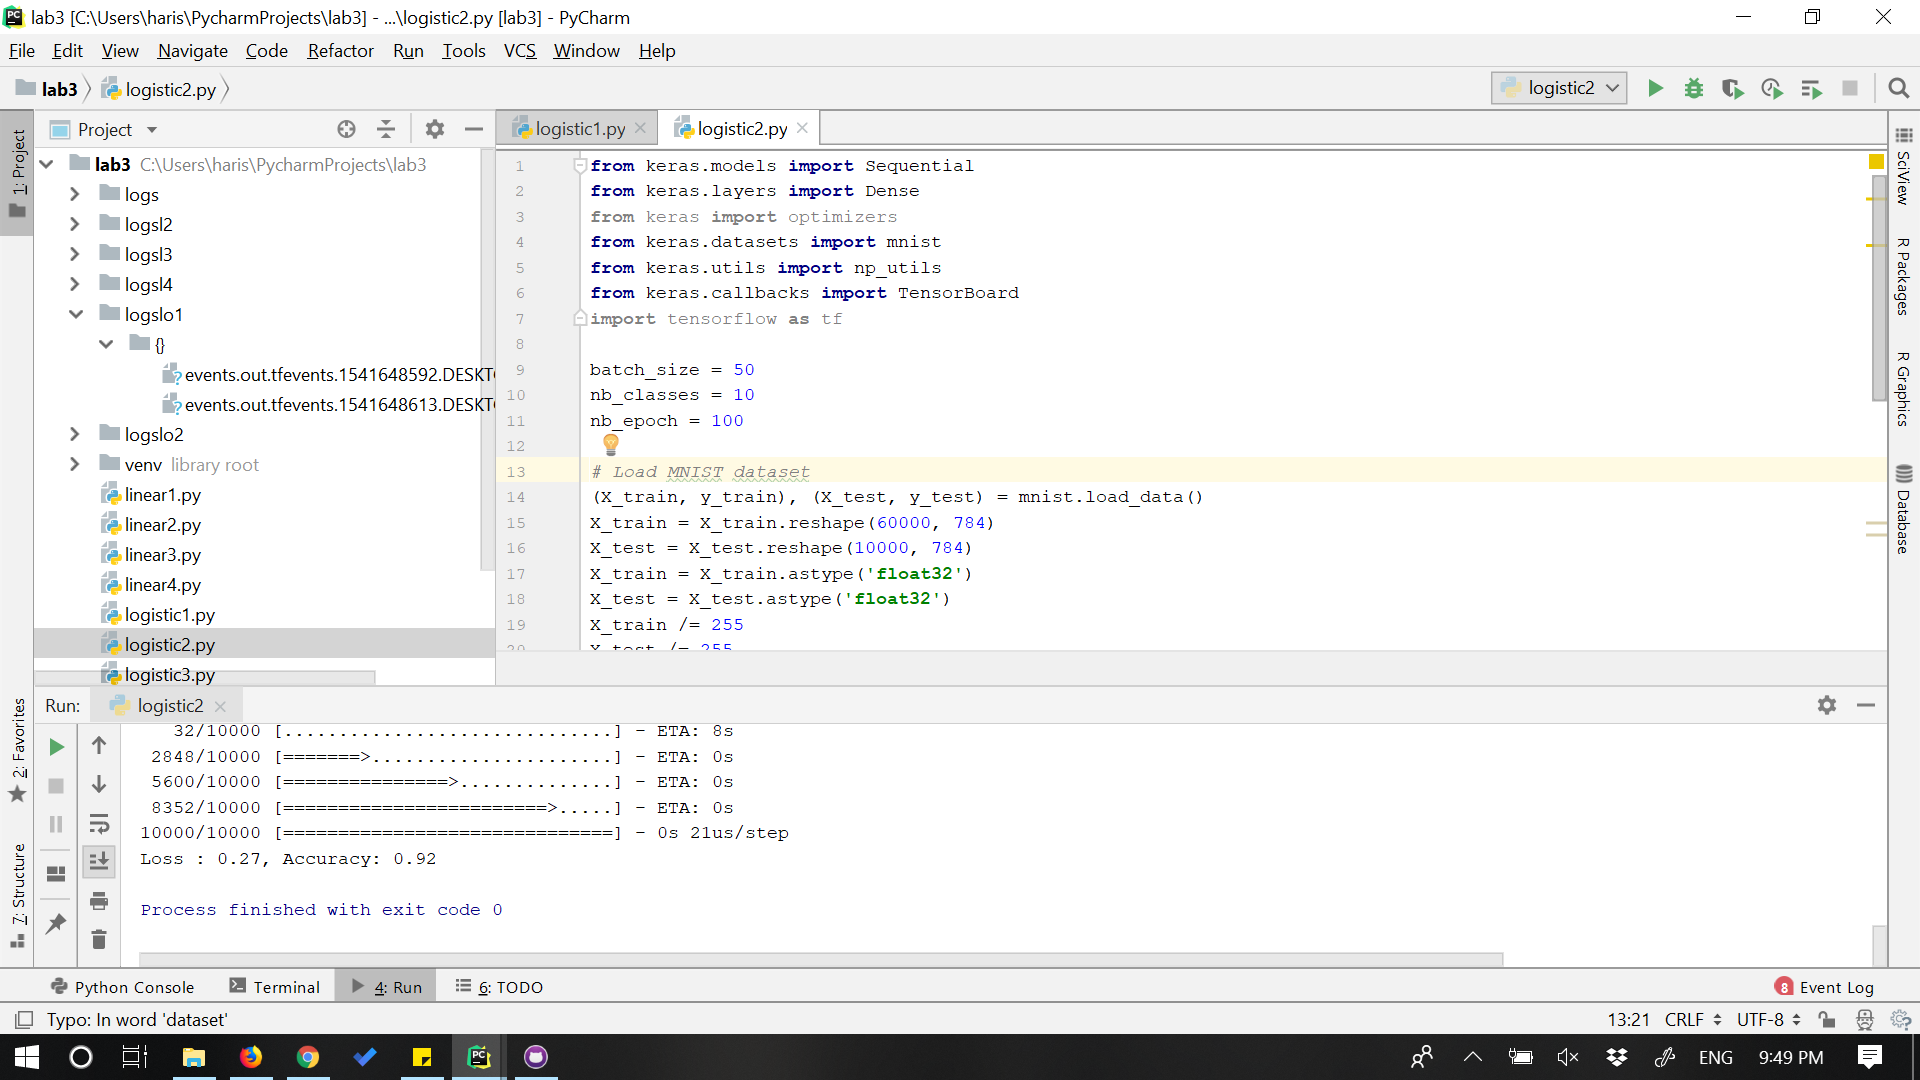 lab3 [C:\Users\haris\PycharmProjects\lab3] - ...\logistic2.py [lab3] - PyCharm
File Edit View Navigate Code Refactor Run Tools VCS Window Help
lab3 logistic2.py
logistic2
1: Project
Project
logistic1.py
logistic2.py
lab3 C:\Users\haris\PycharmProjects\lab3
logs
logsl2
logsl3
logsl4
logslo1
{}
events.out.tfevents.1541648592.DESKT
events.out.tfevents.1541648613.DESKT
logslo2
venv library root
linear1.py
linear2.py
linear3.py
linear4.py
logistic1.py
logistic2.py
logistic3.py
1 from keras.models import Sequential
2 from keras.layers import Dense
3 from keras import optimizers
4 from keras.datasets import mnist
5 from keras.utils import np_utils
6 from keras.callbacks import TensorBoard
7 import tensorflow as tf
8
9 batch_size = 50
10 nb_classes = 10
11 nb_epoch = 100
12
13 # Load MNIST dataset
14 (X_train, y_train), (X_test, y_test) = mnist.load_data()
15 X_train = X_train.reshape(60000, 784)
16 X_test = X_test.reshape(10000, 784)
17 X_train = X_train.astype('float32')
18 X_test = X_test.astype('float32')
19 X_train /= 255
20 X_test /= 255
SciView
R Packages
R Graphics
Database
2: Favorites
7: Structure
Run: logistic2
32/10000 [..............................] - ETA: 8s
2848/10000 [=======>......................] - ETA: 0s
5600/10000 [===============>..............] - ETA: 0s
8352/10000 [========================>.....] - ETA: 0s
10000/10000 [==============================] - 0s 21us/step
Loss : 0.27, Accuracy: 0.92
Process finished with exit code 0
Python Console Terminal 4: Run 6: TODO 8 Event Log
Typo: In word 'dataset' 13:21 CRLF UTF-8
ENG 9:49 PM